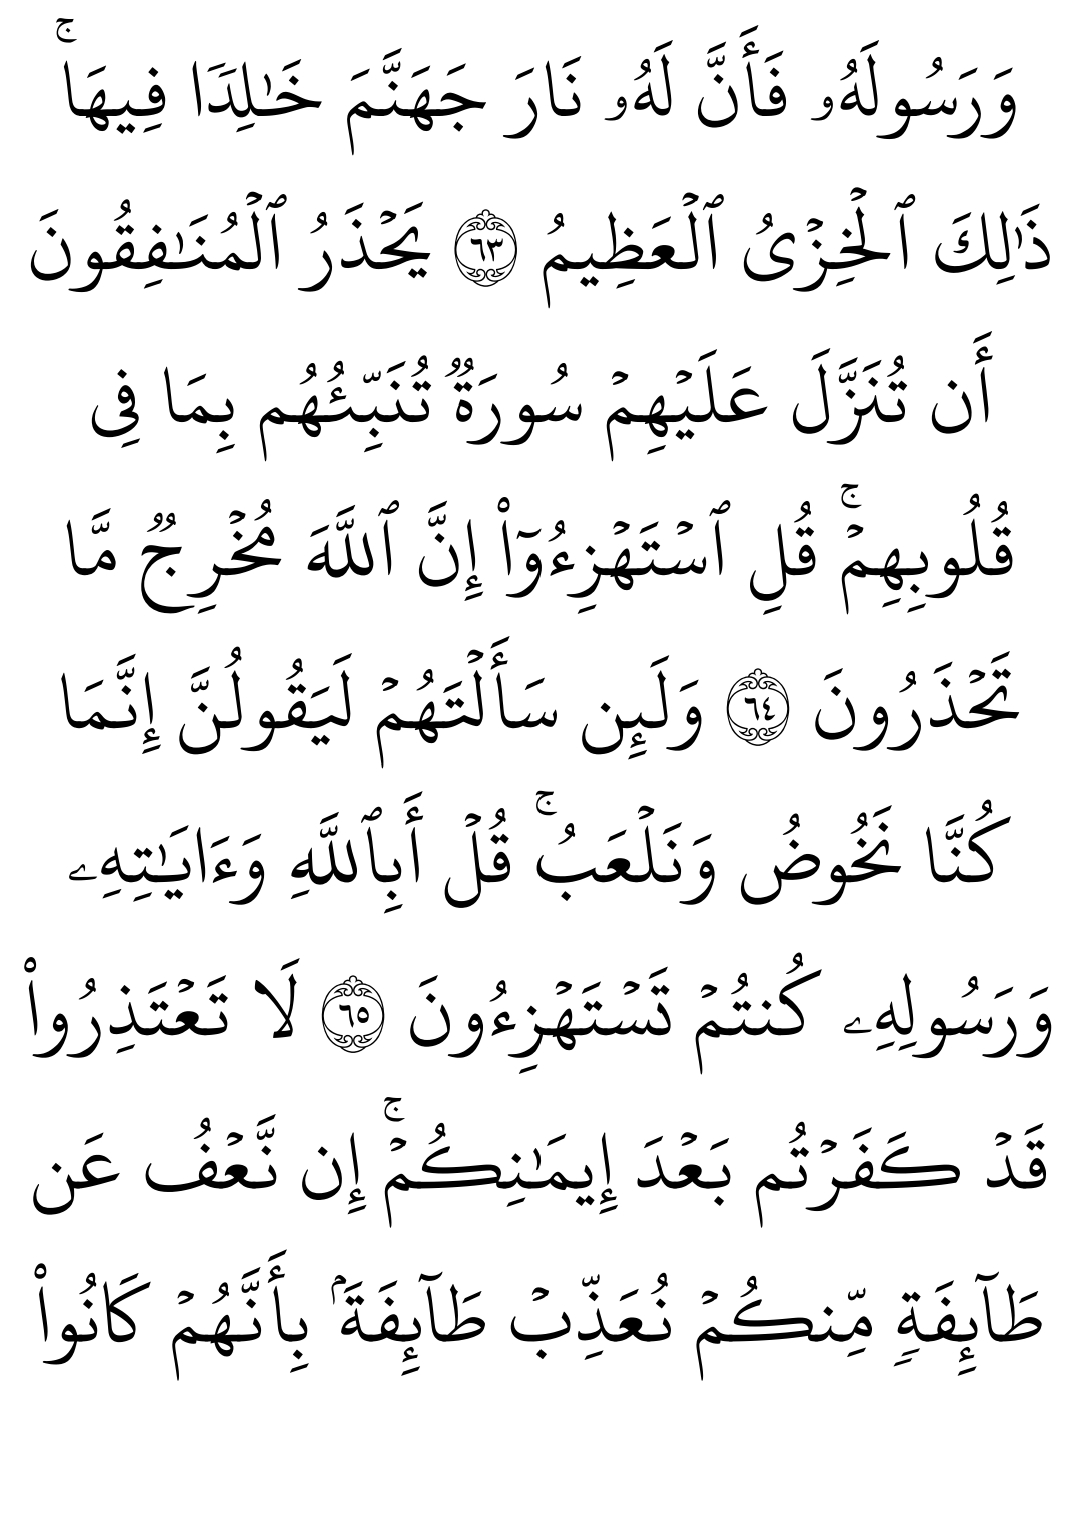 وَرَسُولَهُۥ فَأَنَّ لَهُۥ نَارَ جَهَنَّمَ خَٰلِدٗا فِيهَاۚ
ذَٰلِكَ ٱلۡخِزۡيُ ٱلۡعَظِيمُ ٦٣ يَحۡذَرُ ٱلۡمُنَٰفِقُونَ
أَن تُنَزَّلَ عَلَيۡهِمۡ سُورَةٞ تُنَبِّئُهُم بِمَا فِي
قُلُوبِهِمۡۚ قُلِ ٱسۡتَهۡزِءُوٓاْ إِنَّ ٱللَّهَ مُخۡرِجٞ مَّا
تَحۡذَرُونَ ٦٤ وَلَئِن سَأَلۡتَهُمۡ لَيَقُولُنَّ إِنَّمَا
كُنَّا نَخُوضُ وَنَلۡعَبُۚ قُلۡ أَبِٱللَّهِ وَءَايَٰتِهِۦ
وَرَسُولِهِۦ كُنتُمۡ تَسۡتَهۡزِءُونَ ٦٥ لَا تَعۡتَذِرُواْ
قَدۡ كَفَرۡتُم بَعۡدَ إِيمَٰنِكُمۡۚ إِن نَّعۡفُ عَن
طَآئِفَةٖ مِّنكُمۡ نُعَذِّبۡ طَآئِفَةَۢ بِأَنَّهُمۡ كَانُواْ